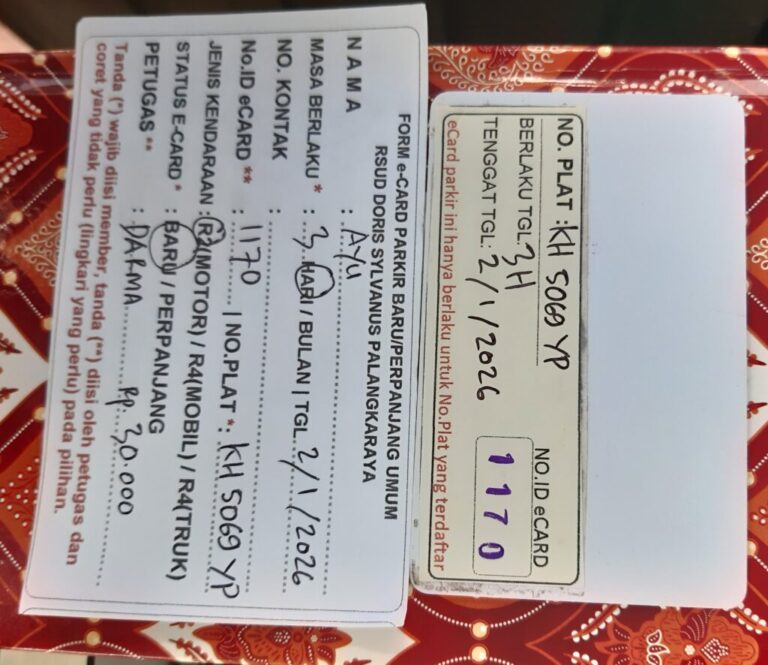 FORM e-CARD PARKIR BARU/PERPANJANG UMUM
RSUD DORIS SYLVANUS PALANGKARAYA
N A M A : AYU
MASA BERLAKU * : 3 HARI / BULAN | TGL. 2/1/2026
NO. KONTAK :
No.ID eCARD ** : 1170 | NO.PLAT *: KH 5069 YP
JENIS KENDARAAN : R2(MOTOR) / R4(MOBIL) / R4(TRUK)
STATUS E-CARD * : BARU / PERPANJANG
PETUGAS ** : DARMA Rp. 30.000
Tanda (*) wajib diisi member, tanda (**) diisi oleh petugas dan
coret yang tidak perlu (lingkari yang perlu) pada pilihan.
NO. PLAT : KH 5069 YP
BERLAKU TGL: 3H
TENGGAT TGL: 2/1/2026
NO.ID eCARD
1170
eCard parkir ini hanya berlaku untuk No.Plat yang terdaftar